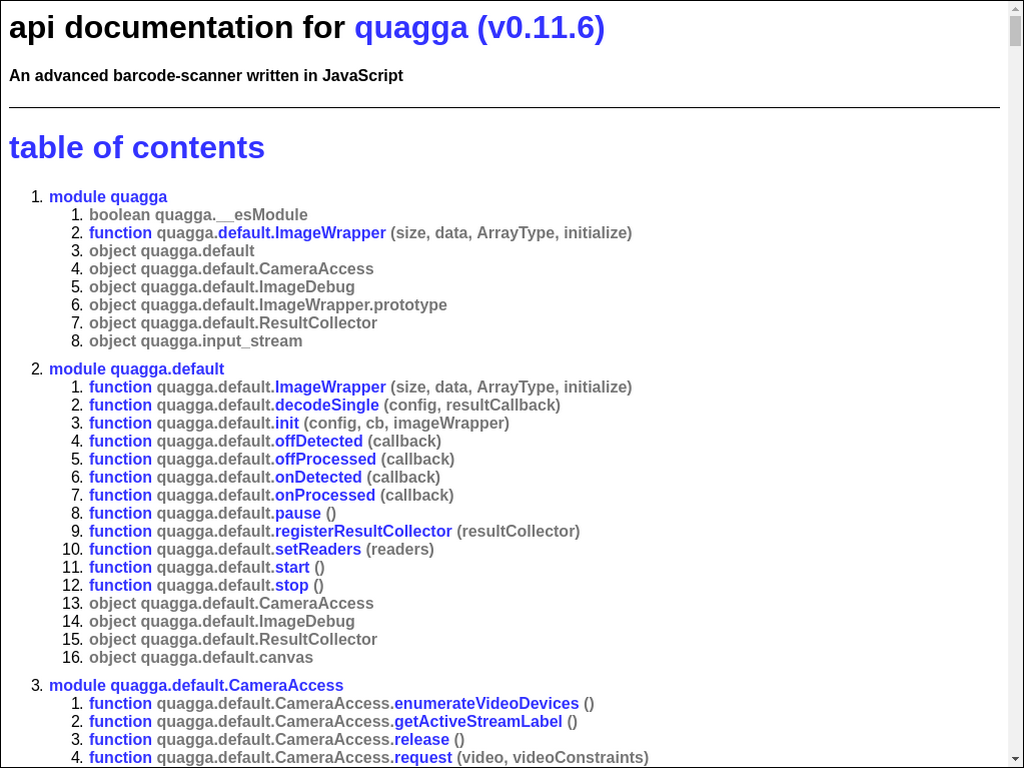 api documentation for quagga (v0.11.6)
An advanced barcode-scanner written in JavaScript
table of contents
1. module quagga
1. boolean quagga.__esModule
2. function quagga.default.ImageWrapper (size, data, ArrayType, initialize)
3. object quagga.default
4. object quagga.default.CameraAccess
5. object quagga.default.ImageDebug
6. object quagga.default.ImageWrapper.prototype
7. object quagga.default.ResultCollector
8. object quagga.input_stream
2. module quagga.default
1. function quagga.default.ImageWrapper (size, data, ArrayType, initialize)
2. function quagga.default.decodeSingle (config, resultCallback)
3. function quagga.default.init (config, cb, imageWrapper)
4. function quagga.default.offDetected (callback)
5. function quagga.default.offProcessed (callback)
6. function quagga.default.onDetected (callback)
7. function quagga.default.onProcessed (callback)
8. function quagga.default.pause ()
9. function quagga.default.registerResultCollector (resultCollector)
10. function quagga.default.setReaders (readers)
11. function quagga.default.start ()
12. function quagga.default.stop ()
13. object quagga.default.CameraAccess
14. object quagga.default.ImageDebug
15. object quagga.default.ResultCollector
16. object quagga.default.canvas
3. module quagga.default.CameraAccess
1. function quagga.default.CameraAccess.enumerateVideoDevices ()
2. function quagga.default.CameraAccess.getActiveStreamLabel ()
3. function quagga.default.CameraAccess.release ()
4. function quagga.default.CameraAccess.request (video, videoConstraints)